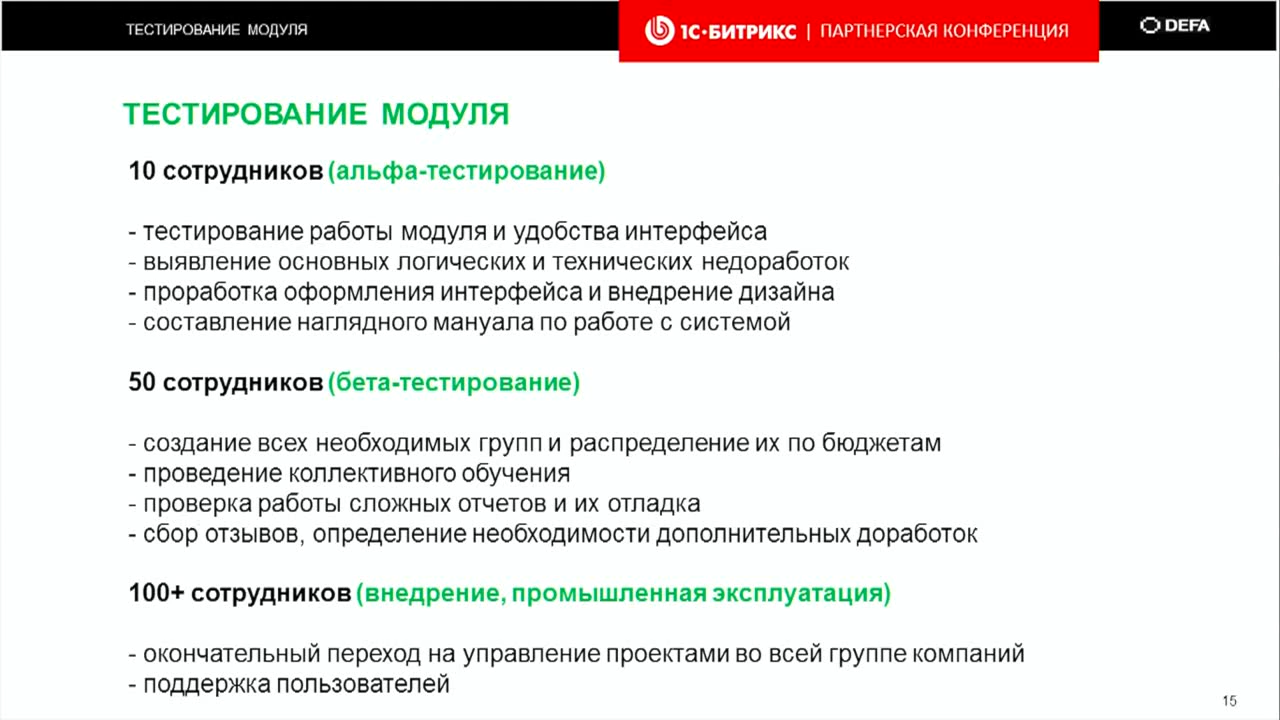 ТЕСТИРОВАНИЕ МОДУЛЯ
1С-БИТРИКС | ПАРТНЕРСКАЯ КОНФЕРЕНЦИЯ
DEFA
ТЕСТИРОВАНИЕ МОДУЛЯ
10 сотрудников (альфа-тестирование)
- тестирование работы модуля и удобства интерфейса
- выявление основных логических и технических недоработок
- проработка оформления интерфейса и внедрение дизайна
- составление наглядного мануала по работе с системой
50 сотрудников (бета-тестирование)
- создание всех необходимых групп и распределение их по бюджетам
- проведение коллективного обучения
- проверка работы сложных отчетов и их отладка
- сбор отзывов, определение необходимости дополнительных доработок
100+ сотрудников (внедрение, промышленная эксплуатация)
- окончательный переход на управление проектами во всей группе компаний
- поддержка пользователей
15